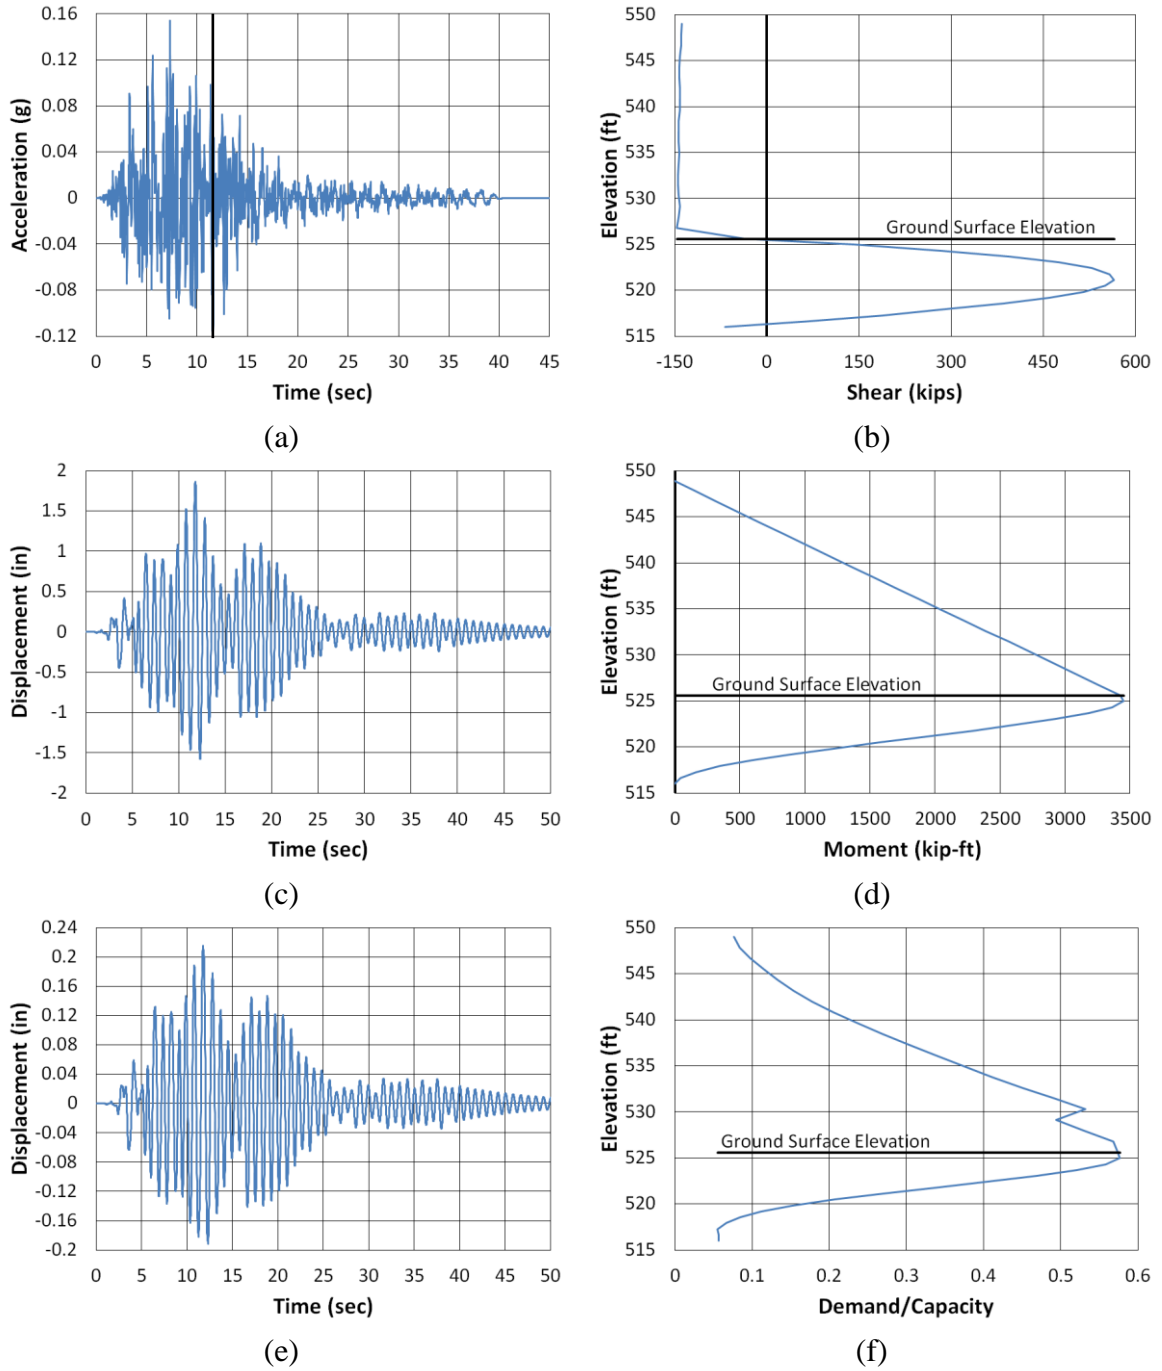 0.16
0.12
0.08
0.04
0
-0.04
-0.08
-0.12
Acceleration (g)
0 5 10 15 20 25 30 35 40 45
Time (sec)
(a)
550
545
540
535
530
525
520
515
Elevation (ft)
Ground Surface Elevation
-150 0 150 300 450 600
Shear (kips)
(b)
2
1.5
1
0.5
0
-0.5
-1
-1.5
-2
Displacement (in)
0 5 10 15 20 25 30 35 40 45 50
Time (sec)
(c)
550
545
540
535
530
525
520
515
Elevation (ft)
Ground Surface Elevation
0 500 1000 1500 2000 2500 3000 3500
Moment (kip-ft)
(d)
0.24
0.2
0.16
0.12
0.08
0.04
0
-0.04
-0.08
-0.12
-0.16
-0.2
Displacement (in)
0 5 10 15 20 25 30 35 40 45 50
Time (sec)
(e)
550
545
540
535
530
525
520
515
Elevation (ft)
Ground Surface Elevation
0 0.1 0.2 0.3 0.4 0.5 0.6
Demand/Capacity
(f)